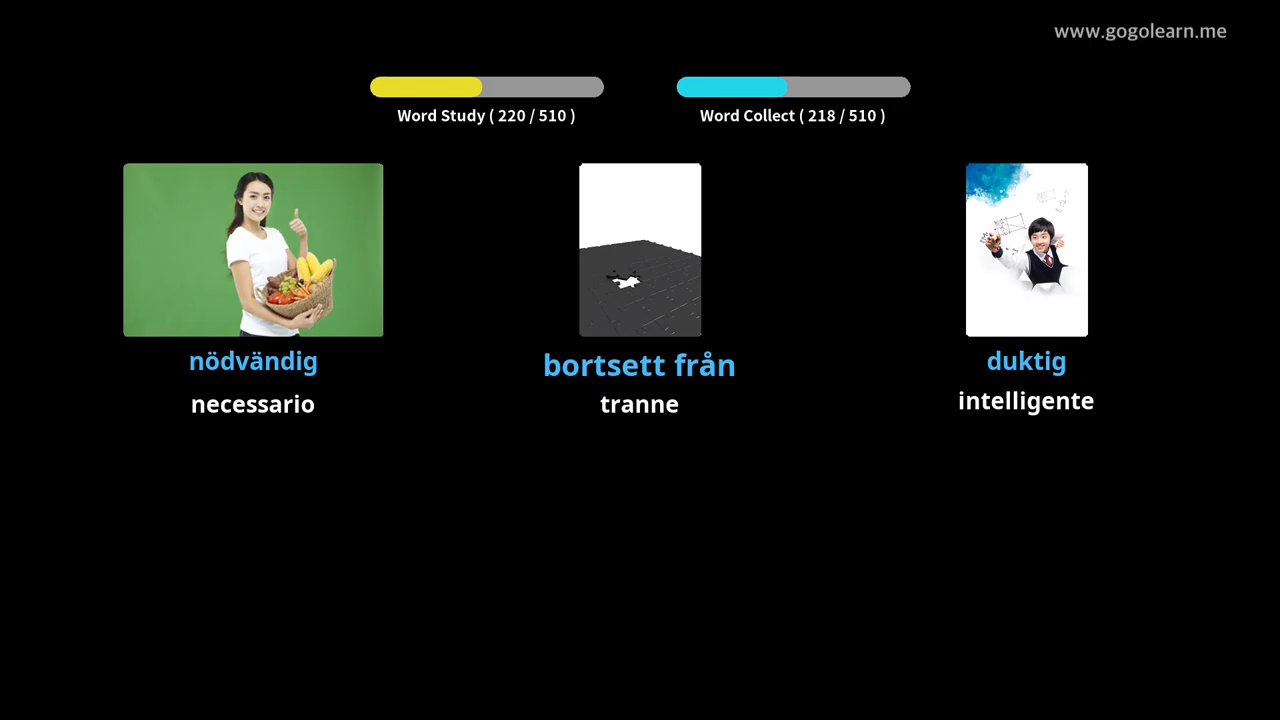 www.gogolearn.me
Word Study ( 220 / 510 )
Word Collect ( 218 / 510 )
nödvändig
necessario
bortsett från
tranne
duktig
intelligente